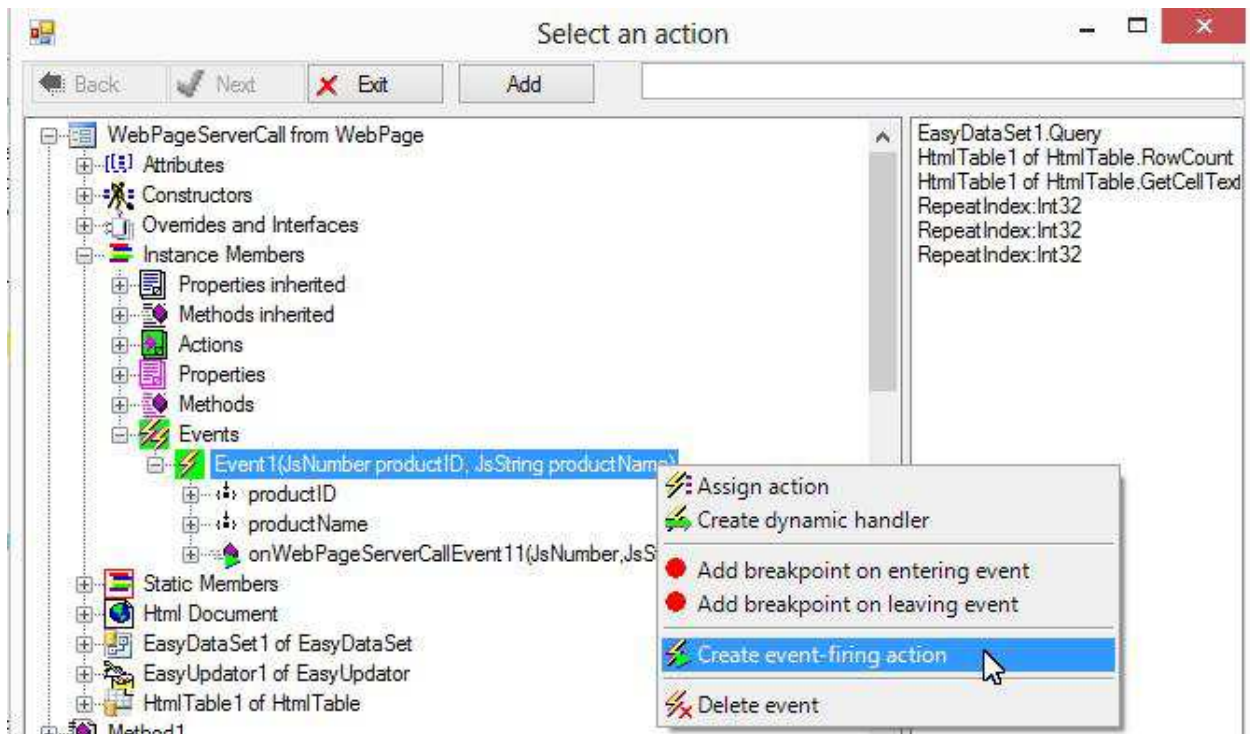 Select an action
Back Next Exit Add
WebPageServerCall from WebPage
Attributes
Constructors
Overrides and Interfaces
Instance Members
Properties inherited
Methods inherited
Actions
Properties
Methods
Events
Event1(JsNumber productID, JsString productName)
productID
productName
onWebPageServerCallEvent11(JsNumber,JsS
Static Members
Html Document
EasyDataSet1 of EasyDataSet
EasyUpdator1 of EasyUpdator
HtmlTable1 of HtmlTable
Method1
EasyDataSet1.Query
HtmlTable1 of HtmlTable.RowCount
HtmlTable1 of HtmlTable.GetCellText
RepeatIndex:Int32
RepeatIndex:Int32
RepeatIndex:Int32
Assign action
Create dynamic handler
Add breakpoint on entering event
Add breakpoint on leaving event
Create event-firing action
Delete event